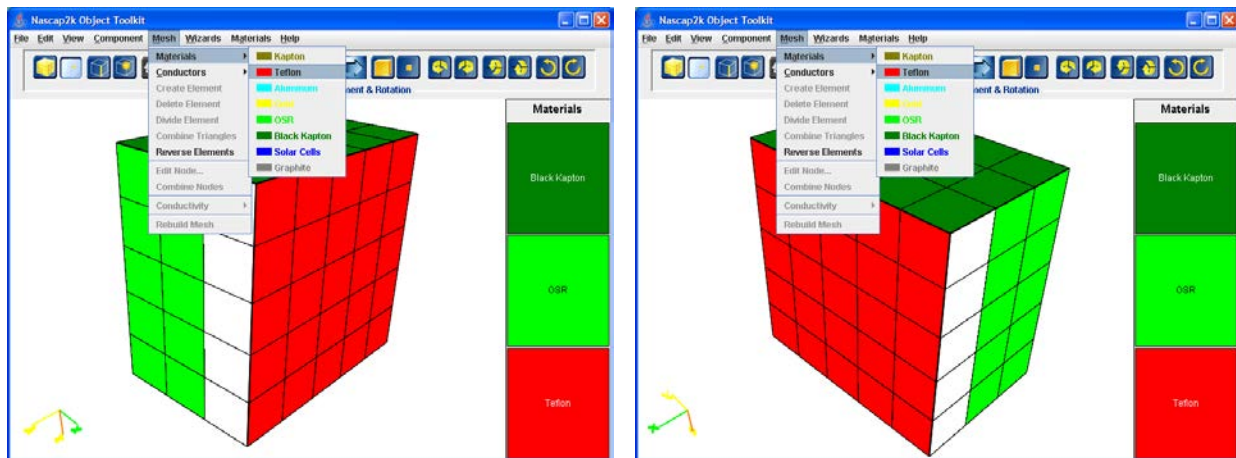 Nascap2k Object Toolkit
File Edit View Component Mesh Wizards Materials Help
Materials
Conductors
Create Element
Delete Element
Divide Element
Combine Triangles
Reverse Elements
Edit Node...
Combine Nodes
Conductivity
Rebuild Mesh
Kapton
Teflon
Aluminum
Gold
OSR
Black Kapton
Solar Cells
Graphite
ment & Rotation
Materials
Black Kapton
OSR
Teflon
Nascap2k Object Toolkit
File Edit View Component Mesh Wizards Materials Help
Materials
Conductors
Create Element
Delete Element
Divide Element
Combine Triangles
Reverse Elements
Edit Node...
Combine Nodes
Conductivity
Rebuild Mesh
Kapton
Teflon
Aluminum
Gold
OSR
Black Kapton
Solar Cells
Graphite
ment & Rotation
Materials
Black Kapton
OSR
Teflon